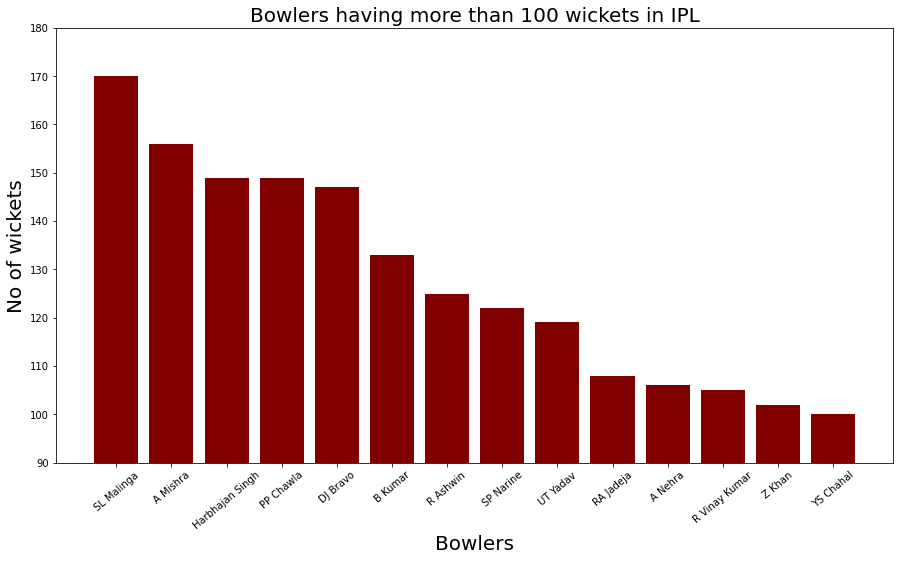 Bowlers having more than 100 wickets in IPL
No of wickets
180
170
160
150
140
130
120
110
100
90
SL Malinga
A Mishra
Harbhajan Singh
PP Chawla
DJ Bravo
B Kumar
R Ashwin
SP Narine
UT Yadav
RA Jadeja
A Nehra
R Vinay Kumar
Z Khan
YS Chahal
Bowlers